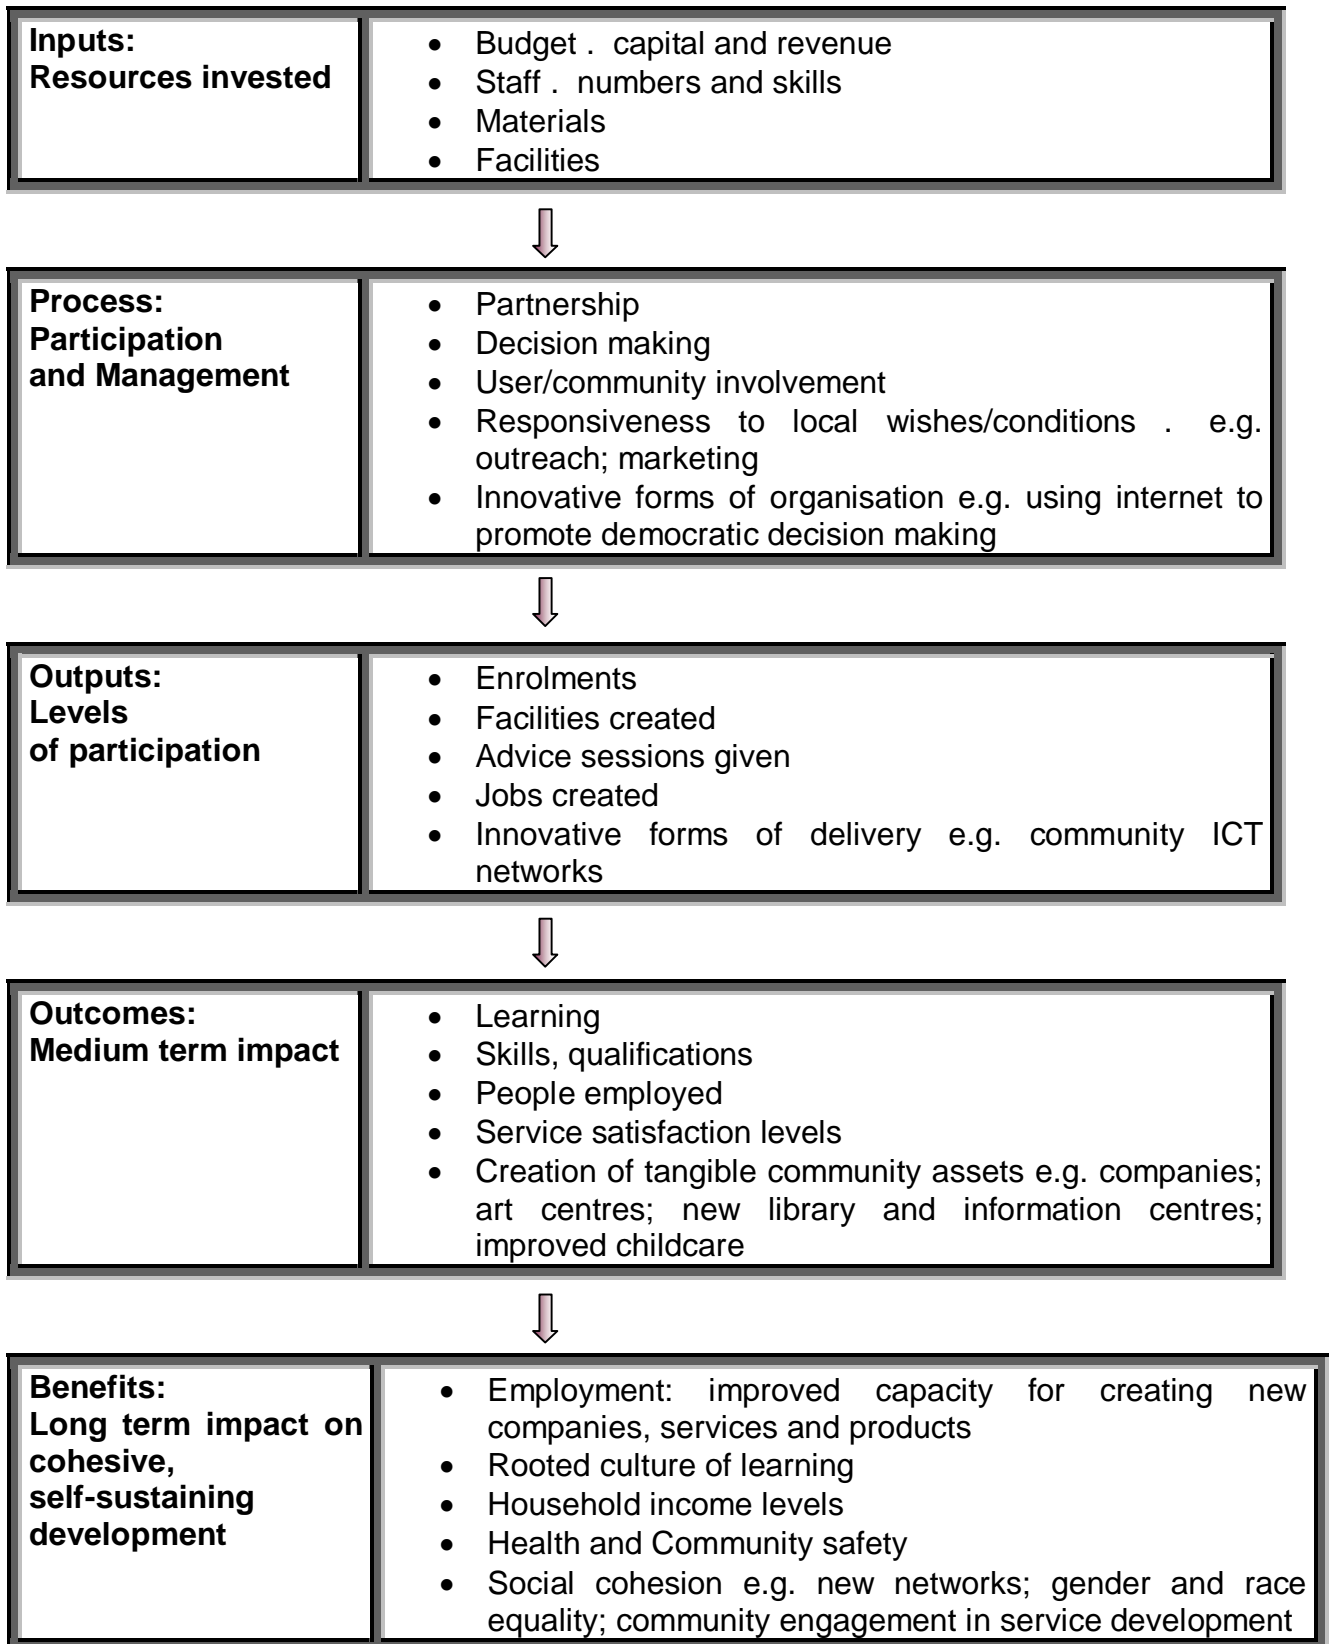 Inputs:
Resources invested
• Budget . capital and revenue
• Staff . numbers and skills
• Materials
• Facilities
Process:
Participation
and Management
• Partnership
• Decision making
• User/community involvement
• Responsiveness to local wishes/conditions . e.g.
outreach; marketing
• Innovative forms of organisation e.g. using internet to
promote democratic decision making
Outputs:
Levels
of participation
• Enrolments
• Facilities created
• Advice sessions given
• Jobs created
• Innovative forms of delivery e.g. community ICT
networks
Outcomes:
Medium term impact
• Learning
• Skills, qualifications
• People employed
• Service satisfaction levels
• Creation of tangible community assets e.g. companies;
art centres; new library and information centres;
improved childcare
Benefits:
Long term impact on
cohesive,
self-sustaining
development
• Employment: improved capacity for creating new
companies, services and products
• Rooted culture of learning
• Household income levels
• Health and Community safety
• Social cohesion e.g. new networks; gender and race
equality; community engagement in service development